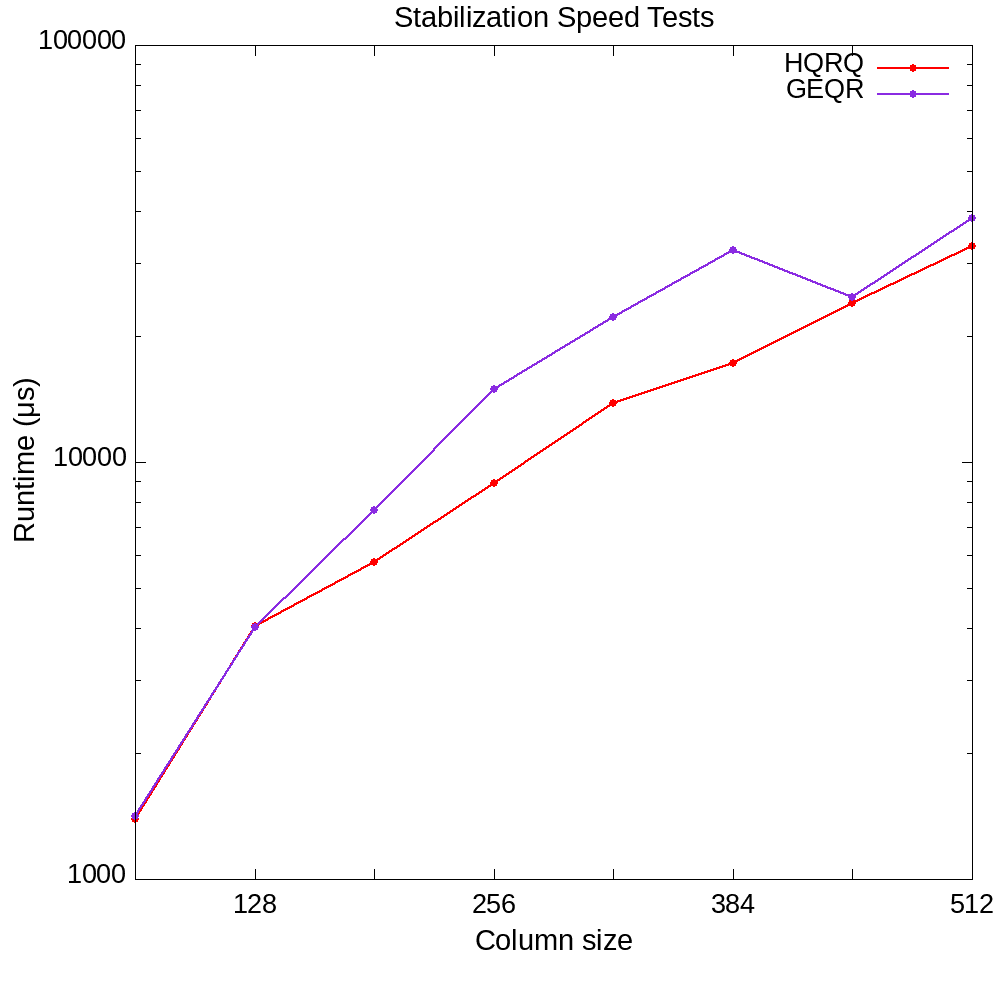 Stabilization Speed Tests
100000
HQRQ
GEQR
Runtime (µs)
10000
1000
128 256 384 512
Column size